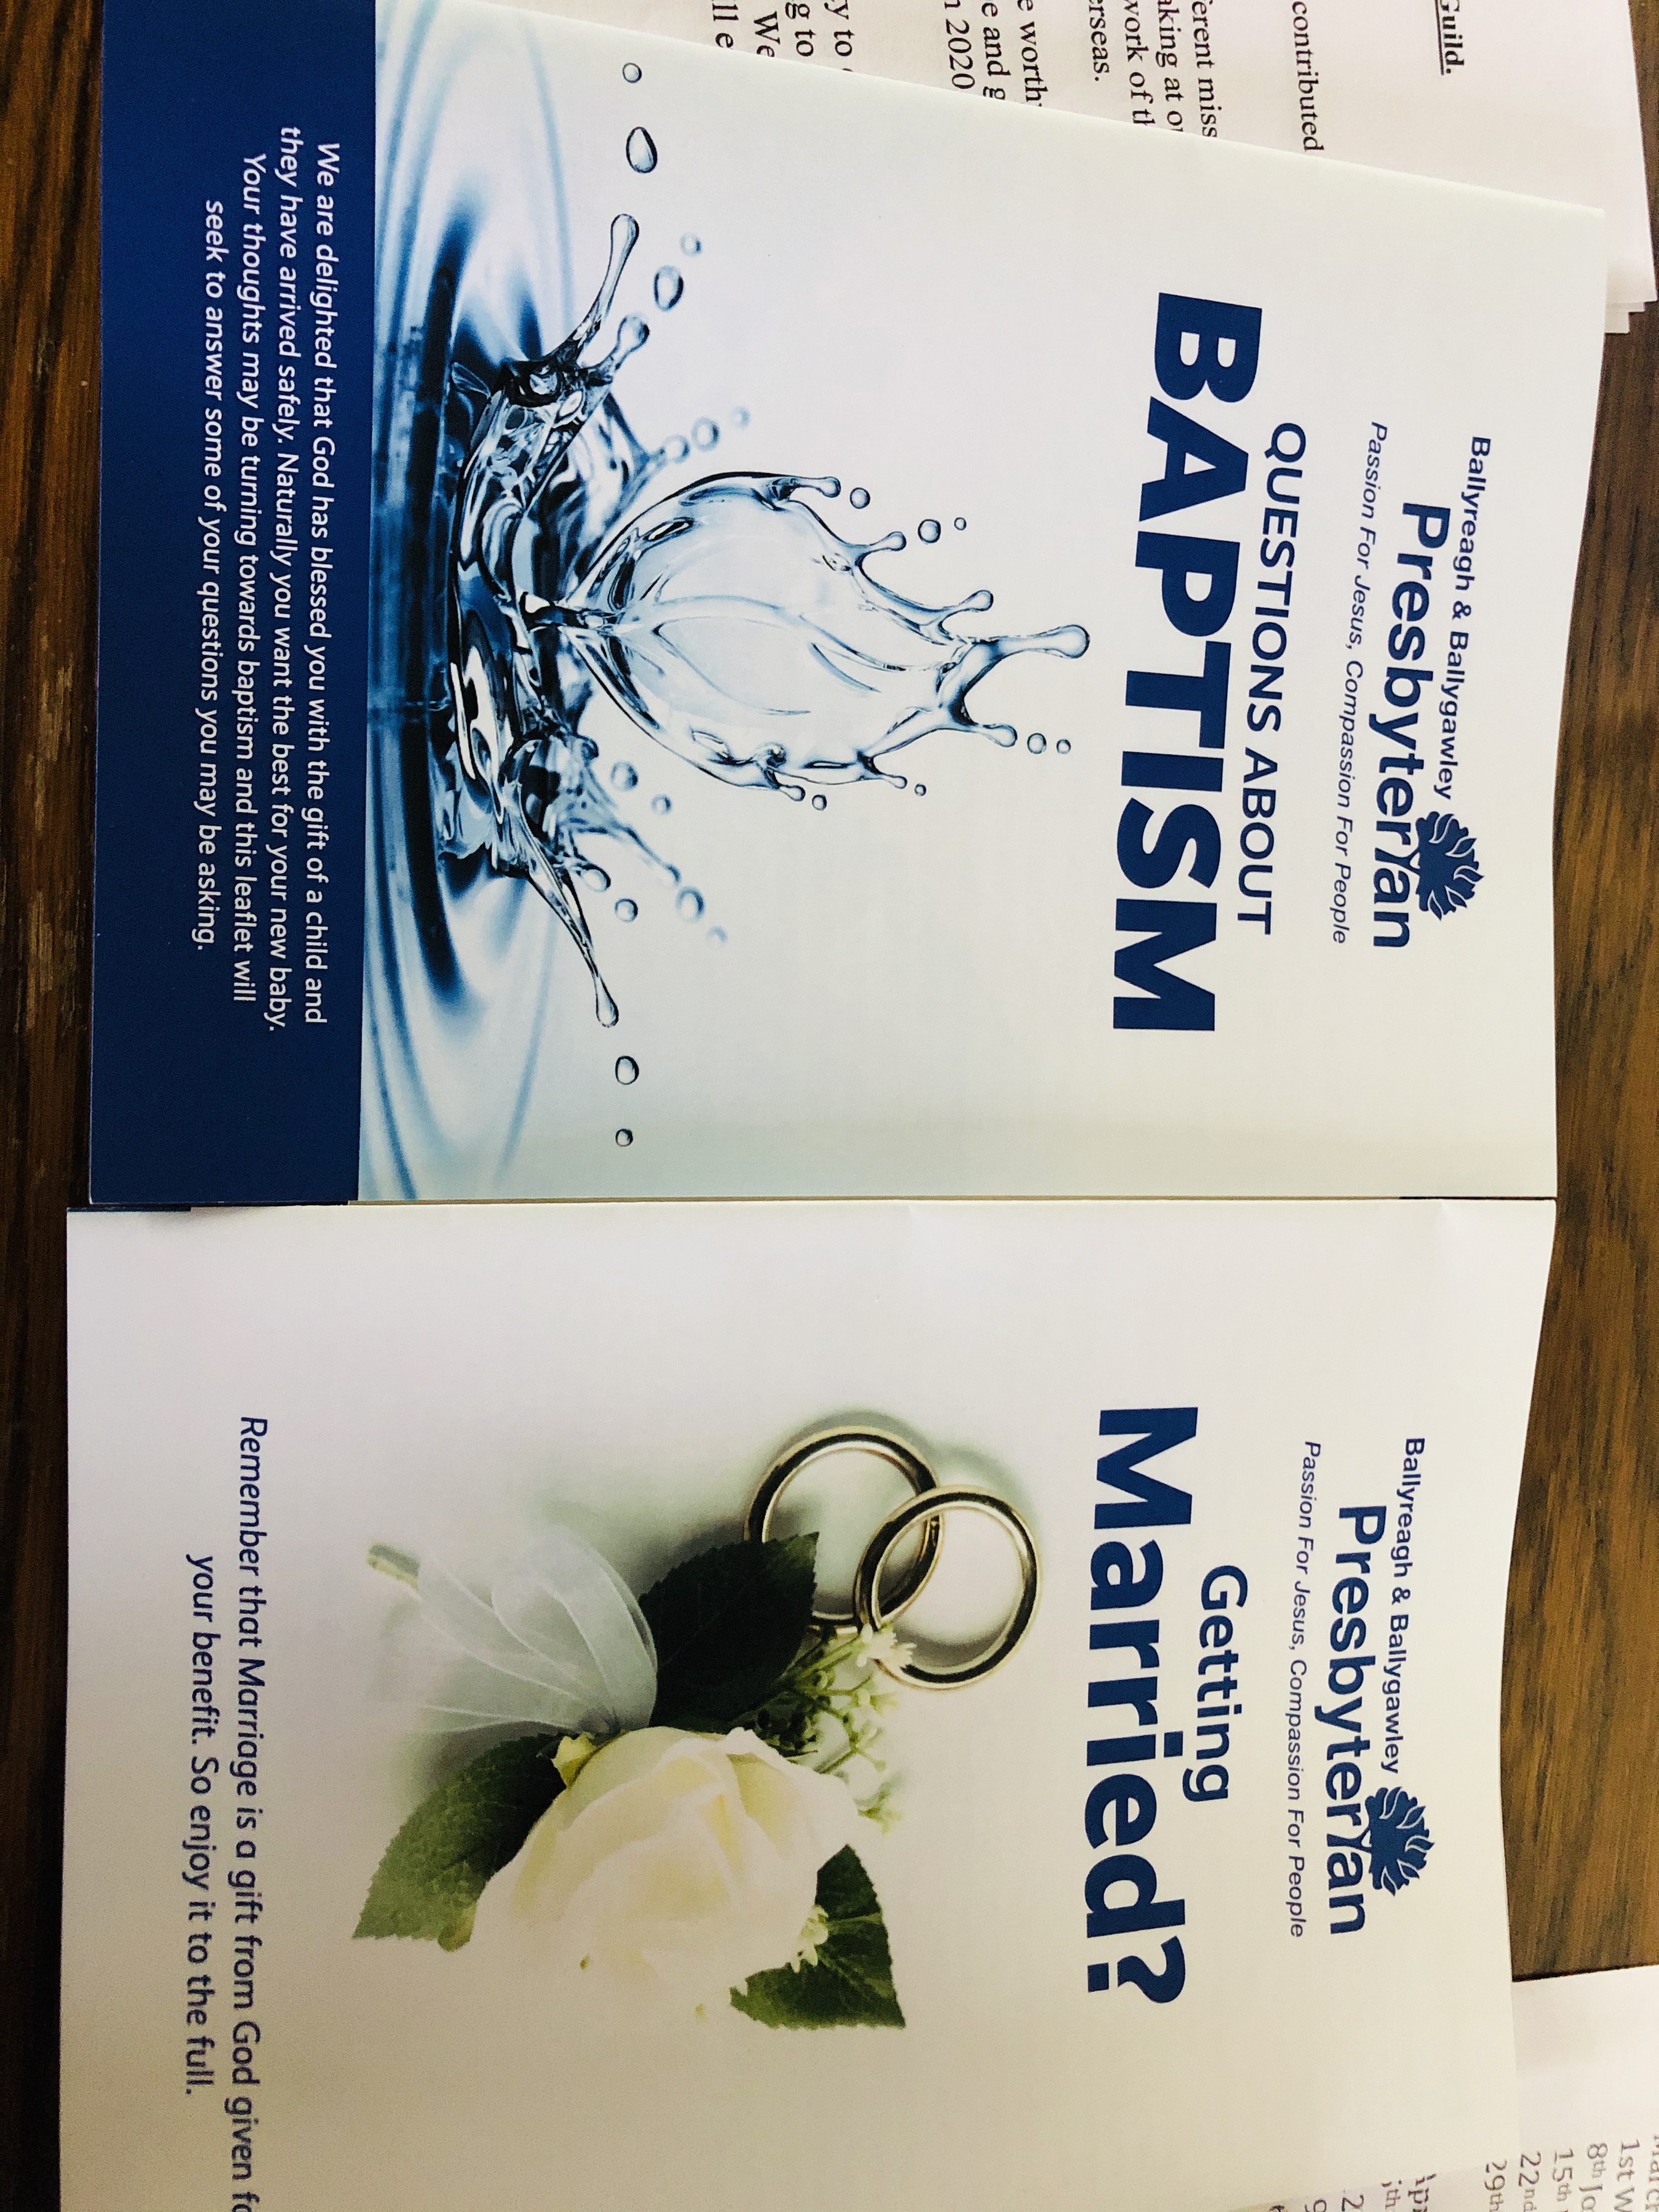 Ballyreagh & Ballygawley
Presbyterian
Passion For Jesus, Compassion For People
QUESTIONS ABOUT
BAPTISM
We are delighted that God has blessed you with the gift of a child and
they have arrived safely. Naturally you want the best for your new baby.
Your thoughts may be turning towards baptism and this leaflet will
seek to answer some of your questions you may be asking.
Ballyreagh & Ballygawley
Presbyterian
Passion For Jesus, Compassion For People
Getting
Married?
Remember that Marriage is a gift from God given
your benefit. So enjoy it to the full.
Guild.
contributed
work of
2020
We
1st W
8th
15th
22nd
29th